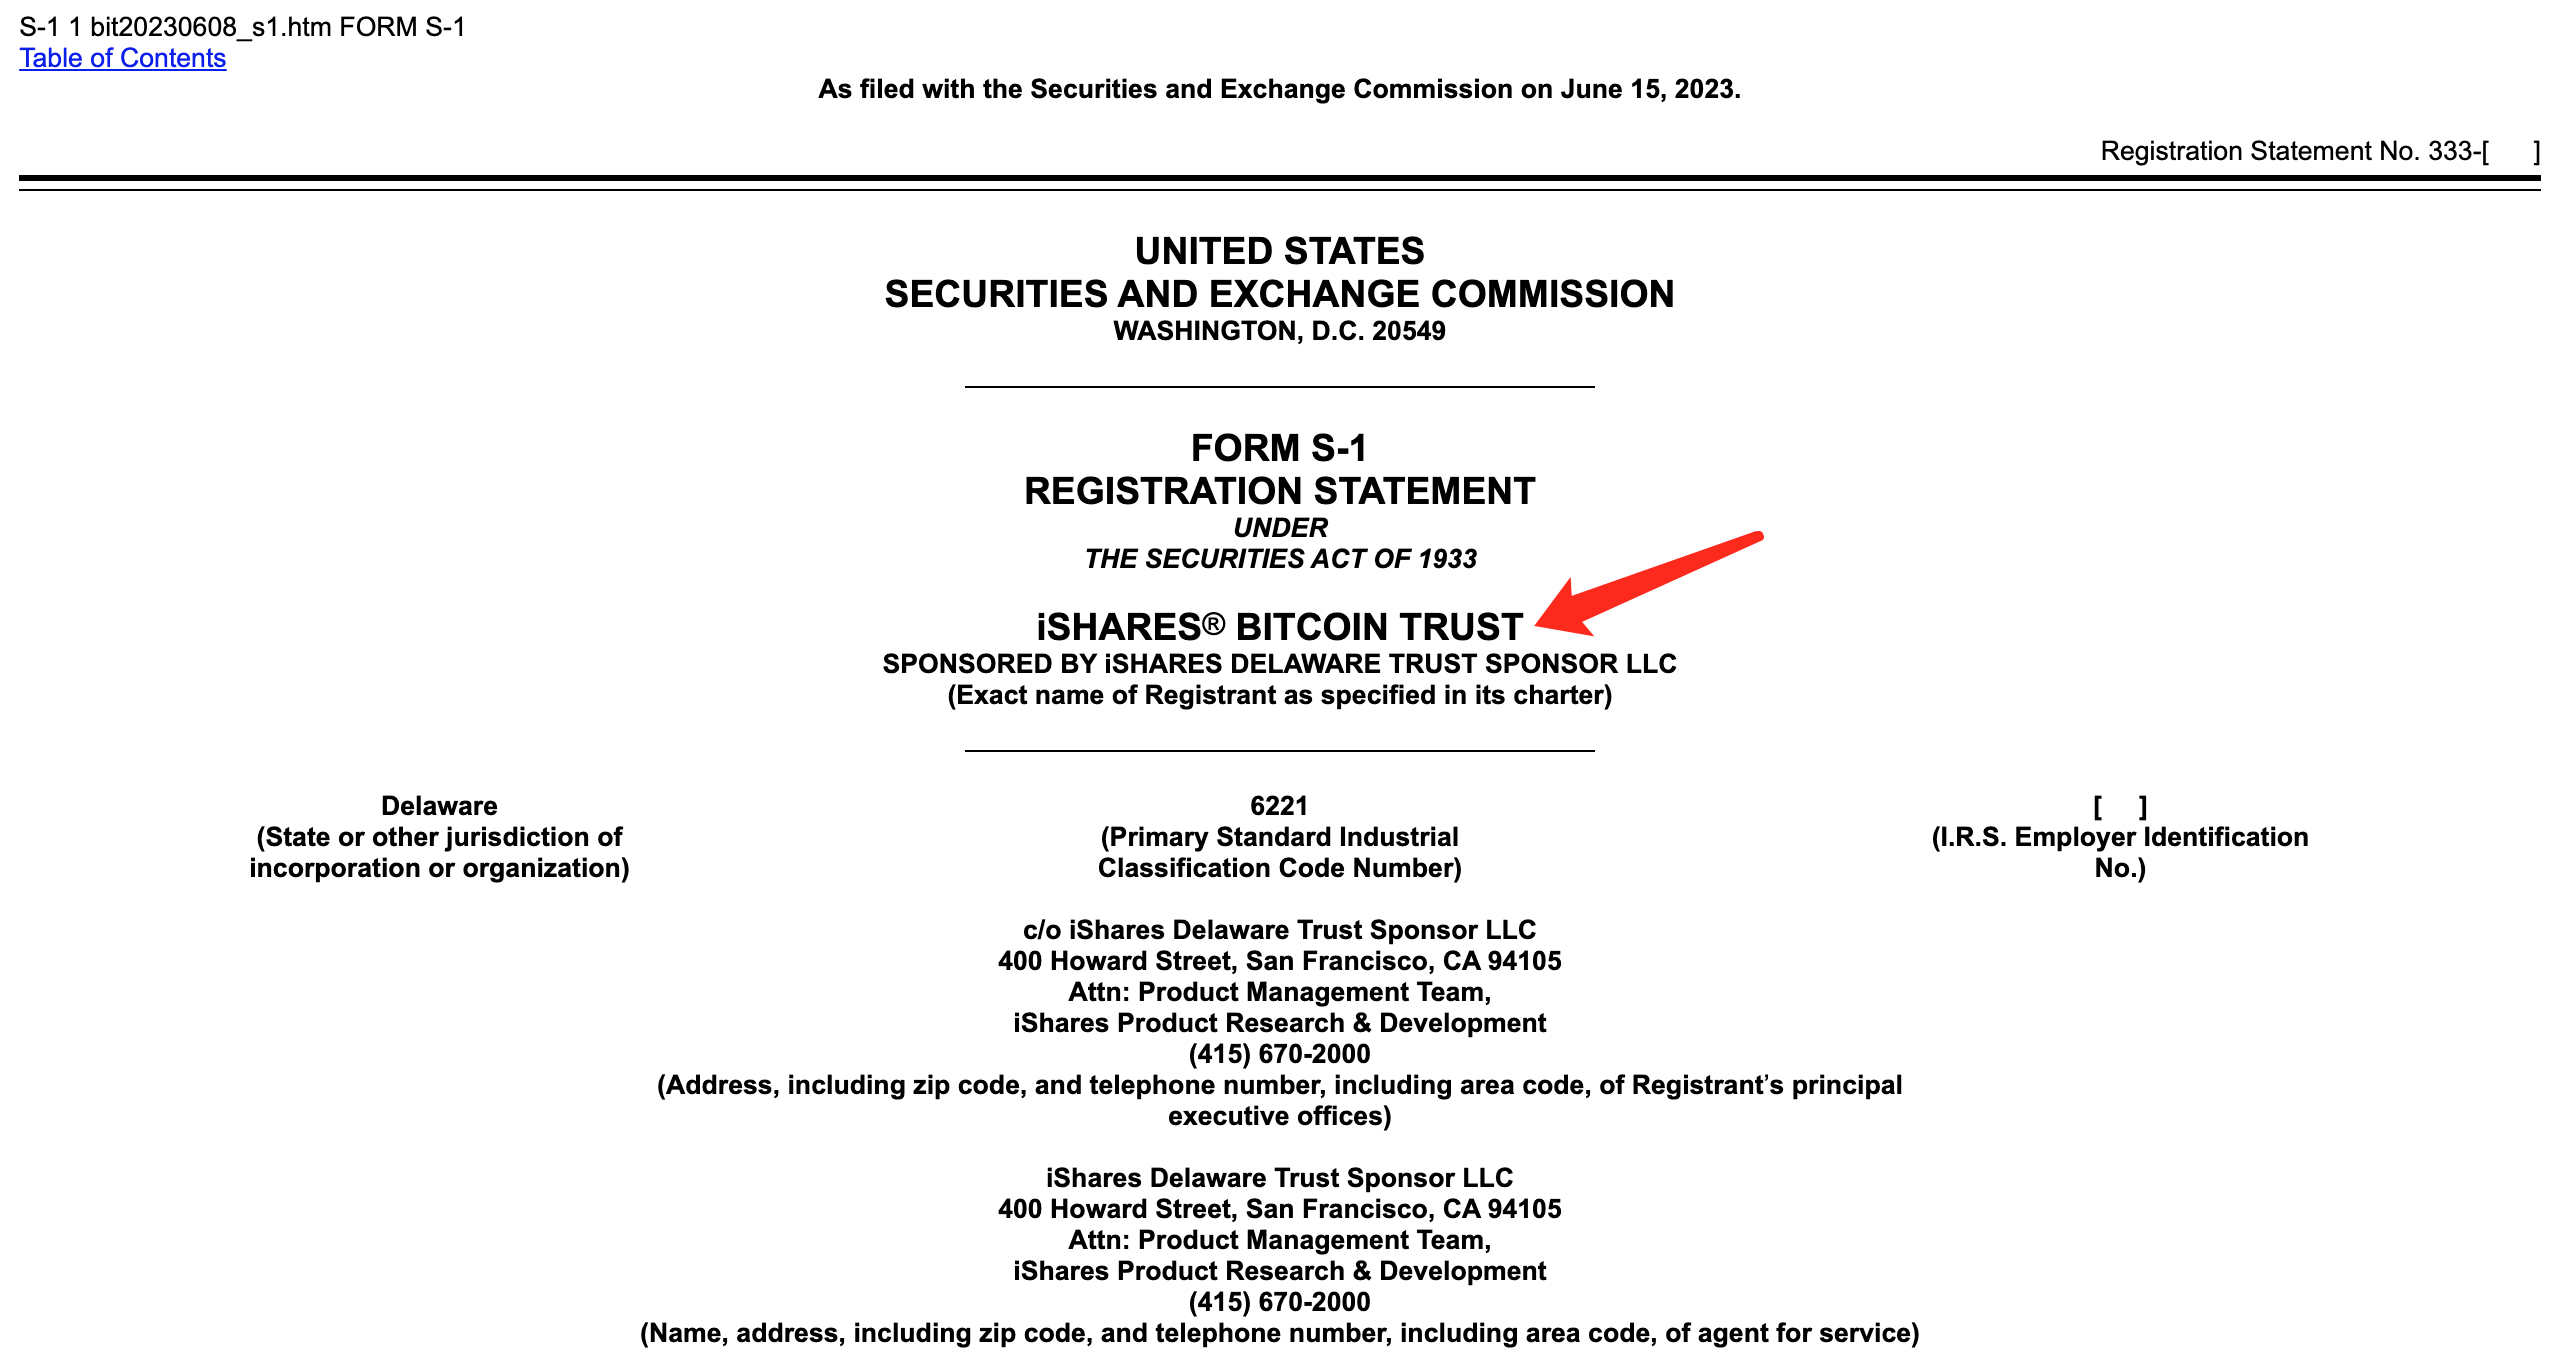 S-1 1 bit20230608_s1.htm FORM S-1
Table of Contents
As filed with the Securities and Exchange Commission on June 15, 2023.
Registration Statement No. 333-[ ]
UNITED STATES
SECURITIES AND EXCHANGE COMMISSION
WASHINGTON, D.C. 20549
FORM S-1
REGISTRATION STATEMENT
UNDER
THE SECURITIES ACT OF 1933
iSHARES® BITCOIN TRUST
SPONSORED BY iSHARES DELAWARE TRUST SPONSOR LLC
(Exact name of Registrant as specified in its charter)
Delaware
(State or other jurisdiction of
incorporation or organization)
6221
(Primary Standard Industrial
Classification Code Number)
[ ]
(I.R.S. Employer Identification
No.)
c/o iShares Delaware Trust Sponsor LLC
400 Howard Street, San Francisco, CA 94105
Attn: Product Management Team,
iShares Product Research & Development
(415) 670-2000
(Address, including zip code, and telephone number, including area code, of Registrant’s principal
executive offices)
iShares Delaware Trust Sponsor LLC
400 Howard Street, San Francisco, CA 94105
Attn: Product Management Team,
iShares Product Research & Development
(415) 670-2000
(Name, address, including zip code, and telephone number, including area code, of agent for service)